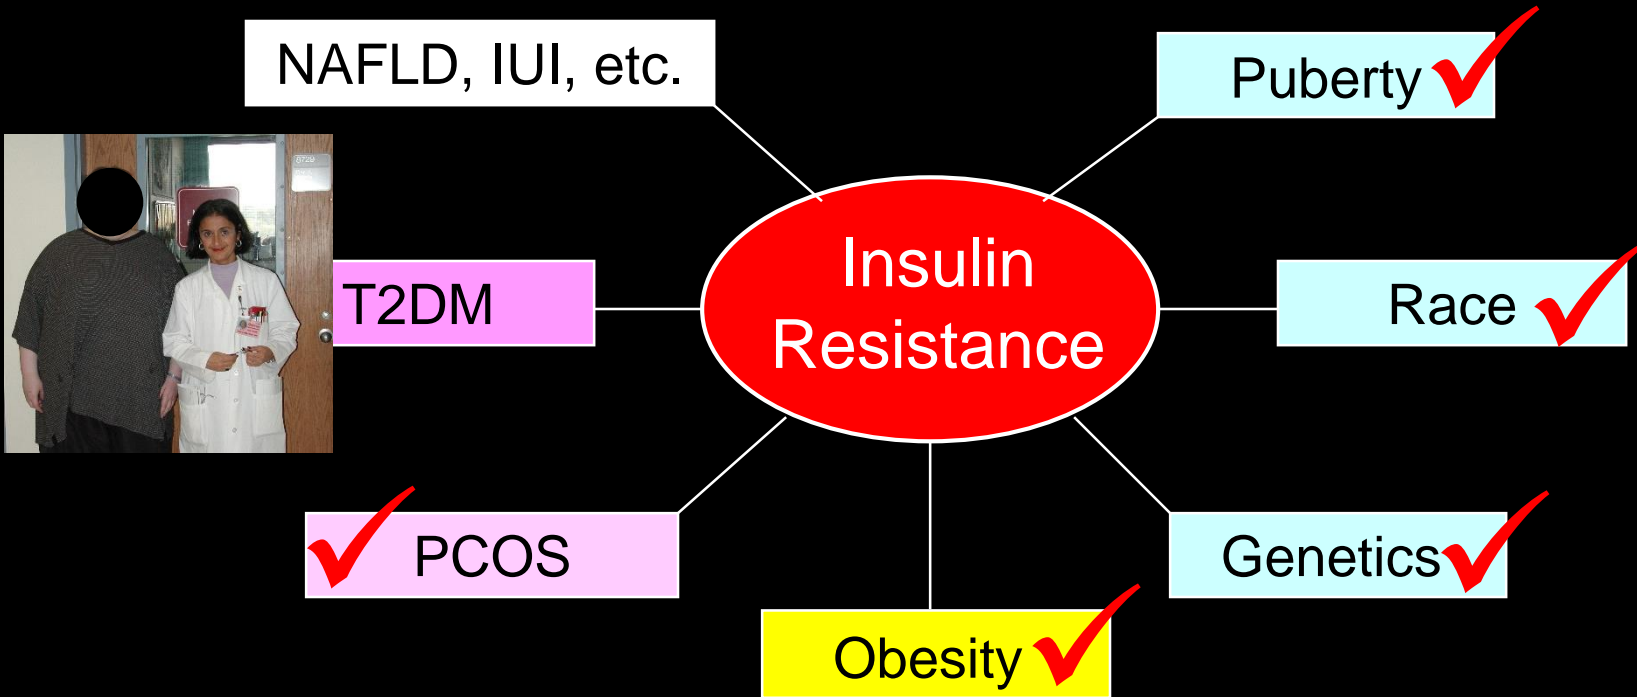 NAFLD, IUI, etc.
Puberty
Insulin
Resistance
T2DM
Race
PCOS
Genetics
Obesity